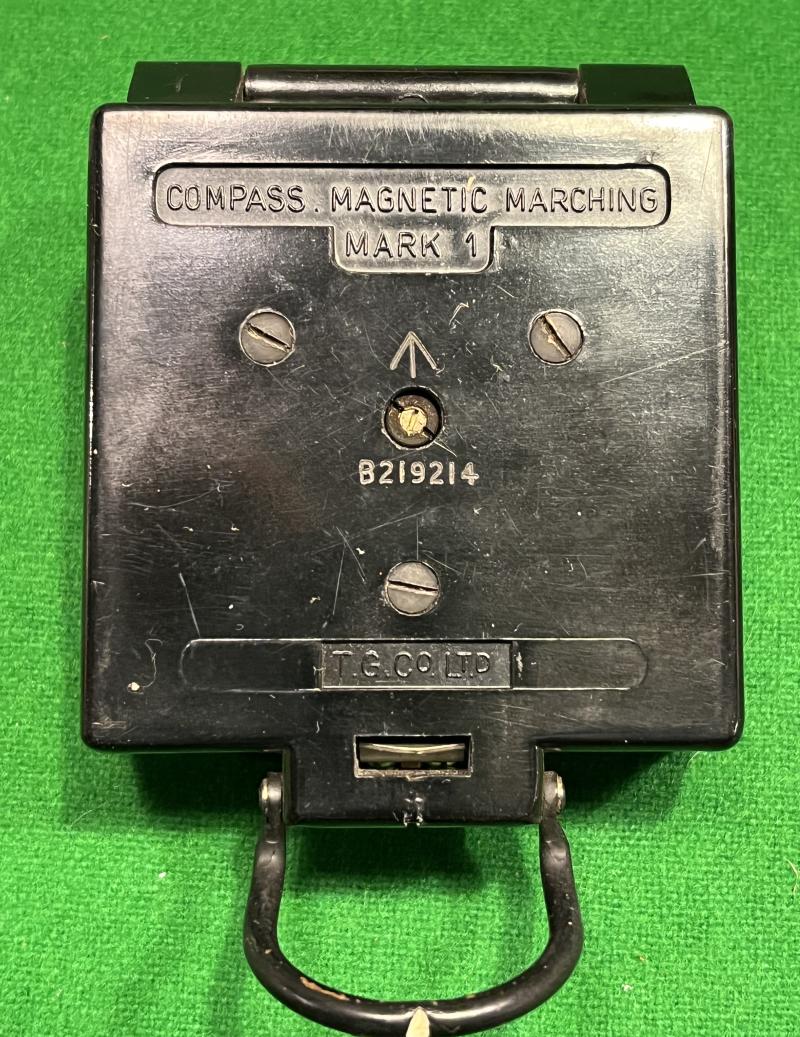 COMPASS. MAGNETIC MARCHING
MARK 1
B219214
T.G.CO.LTD